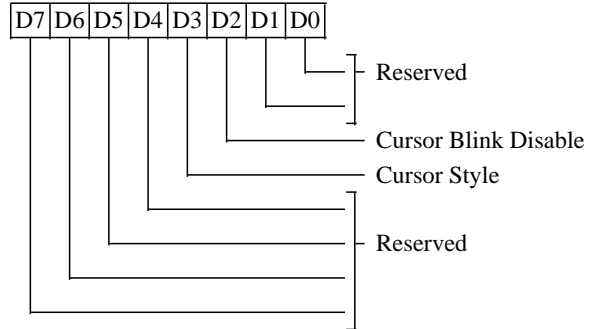 D7 D6 D5 D4 D3 D2 D1 D0
Reserved
Cursor Blink Disable
Cursor Style
Reserved